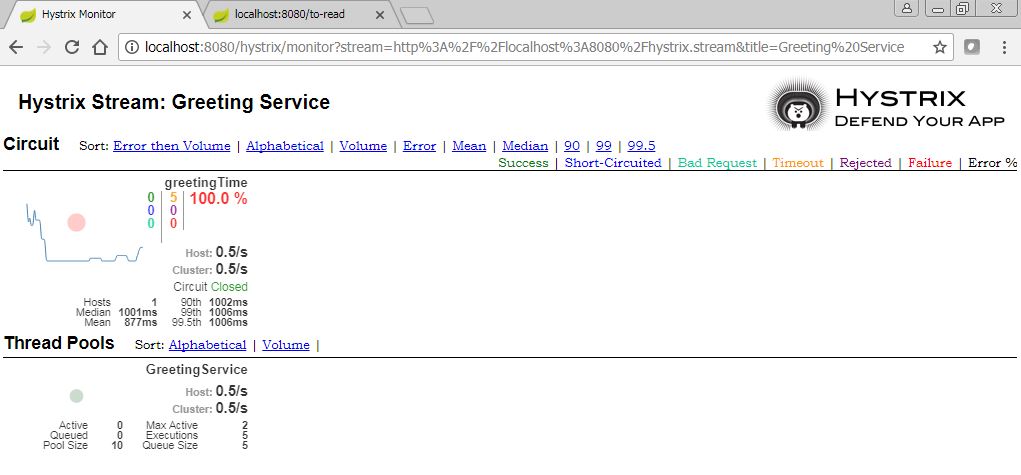 Hystrix Monitor
localhost:8080/to-read
localhost:8080/hystrix/monitor?stream=http%3A%2F%2Flocalhost%3A8080%2Fhystrix.stream&title=Greeting%20Service
Hystrix Stream: Greeting Service
HYSTRIX
DEFEND YOUR APP
Circuit Sort: Error then Volume | Alphabetical | Volume | Error | Mean | Median | 90 | 99 | 99.5
Success | Short-Circuited | Bad Request | Timeout | Rejected | Failure | Error %
greetingTime
0 5 100.0 %
0 0
0 0
Host: 0.5/s
Cluster: 0.5/s
Circuit Closed
Hosts 1 90th 1002ms
Median 1001ms 99th 1006ms
Mean 877ms 99.5th 1006ms
Thread Pools Sort: Alphabetical | Volume |
GreetingService
Host: 0.5/s
Cluster: 0.5/s
Active 0 Max Active 2
Queued 0 Executions 5
Pool Size 10 Queue Size 5